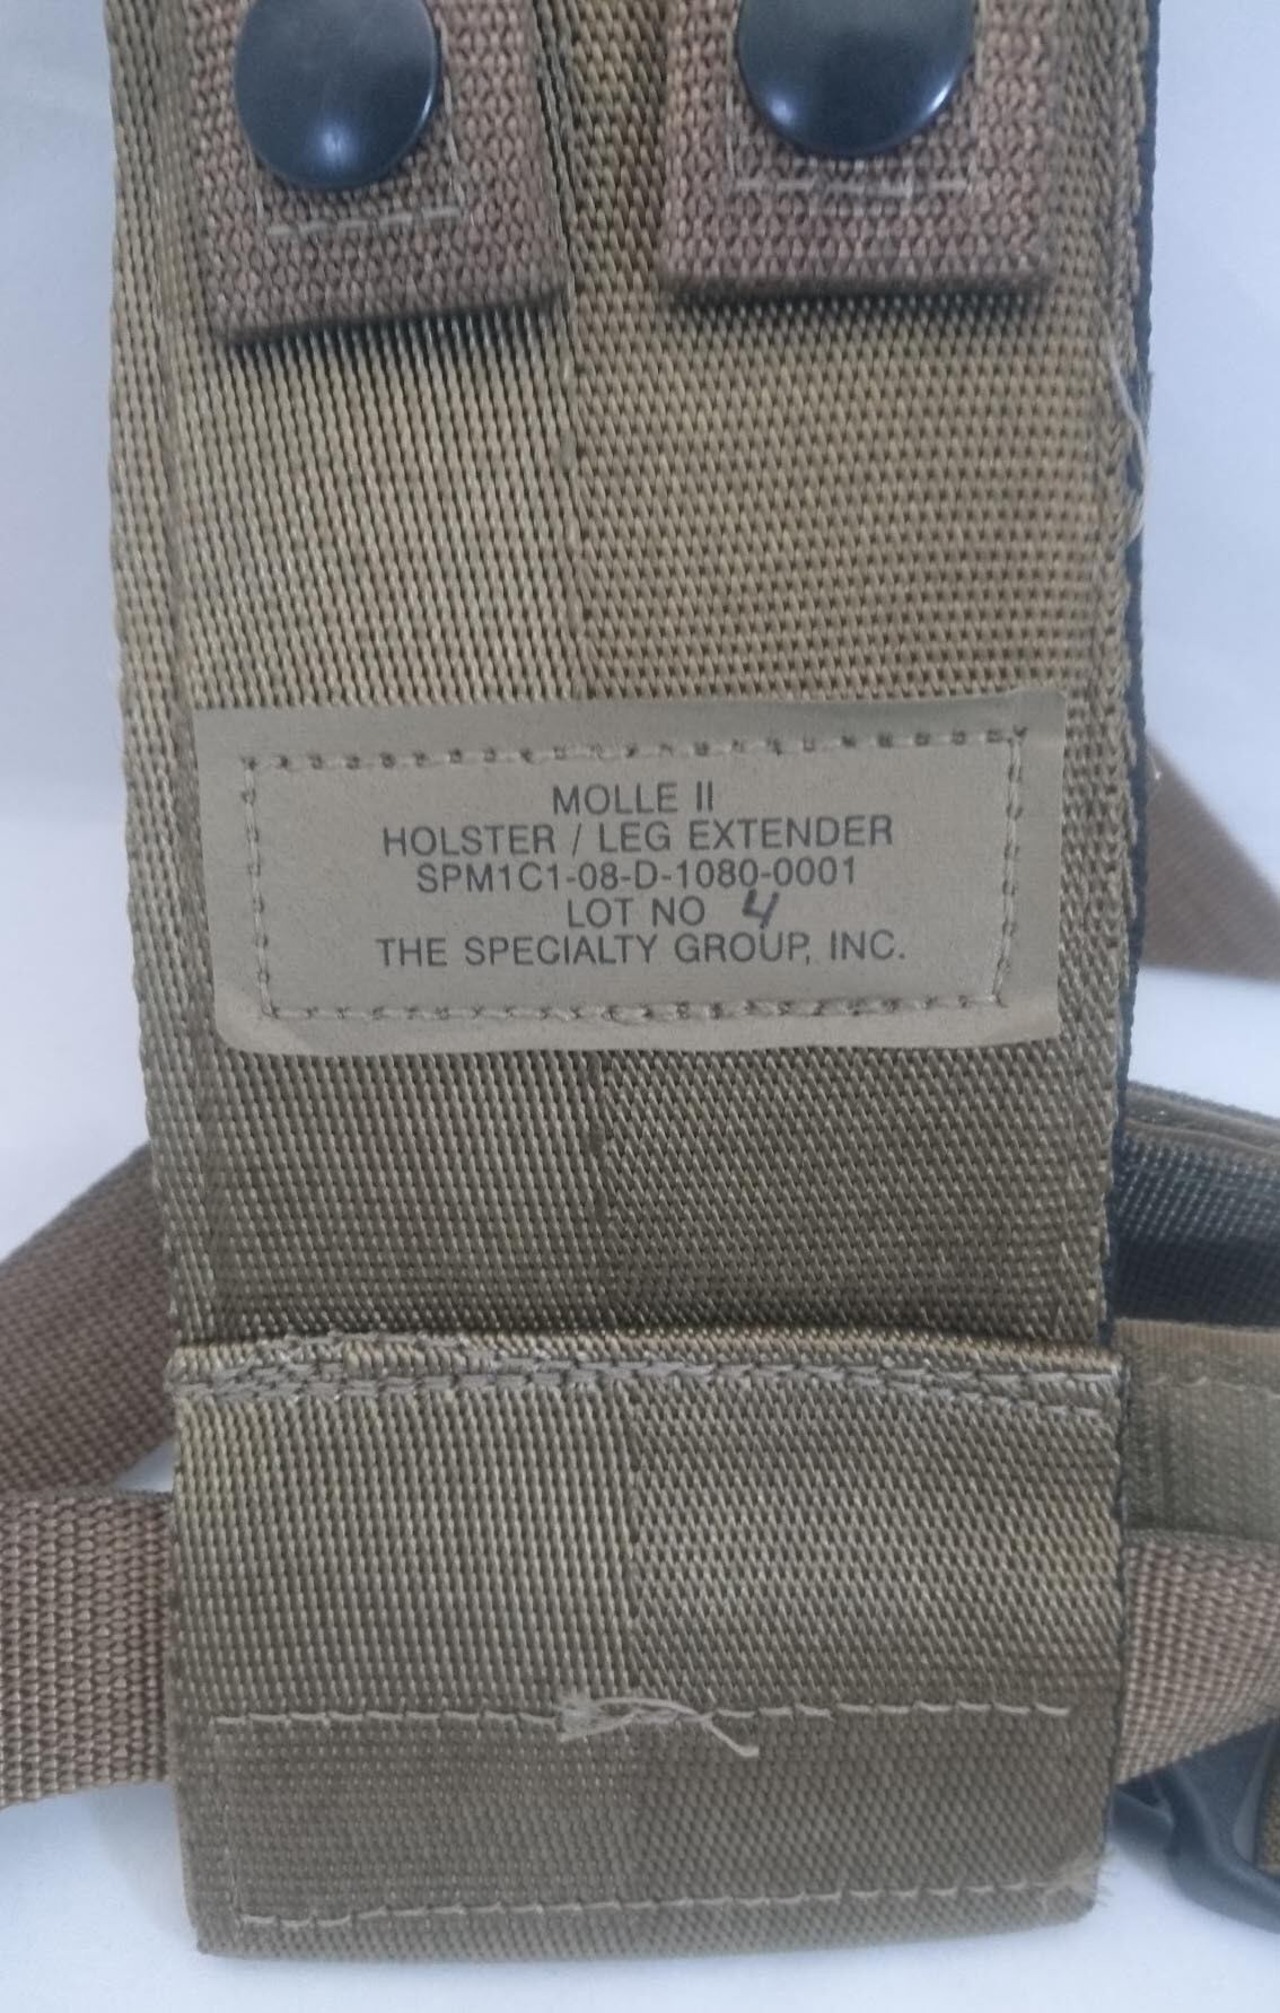 MOLLE II
HOLSTER / LEG EXTENDER
SPM1C1-08-D-1080-0001
LOT NO 4
THE SPECIALTY GROUP, INC.